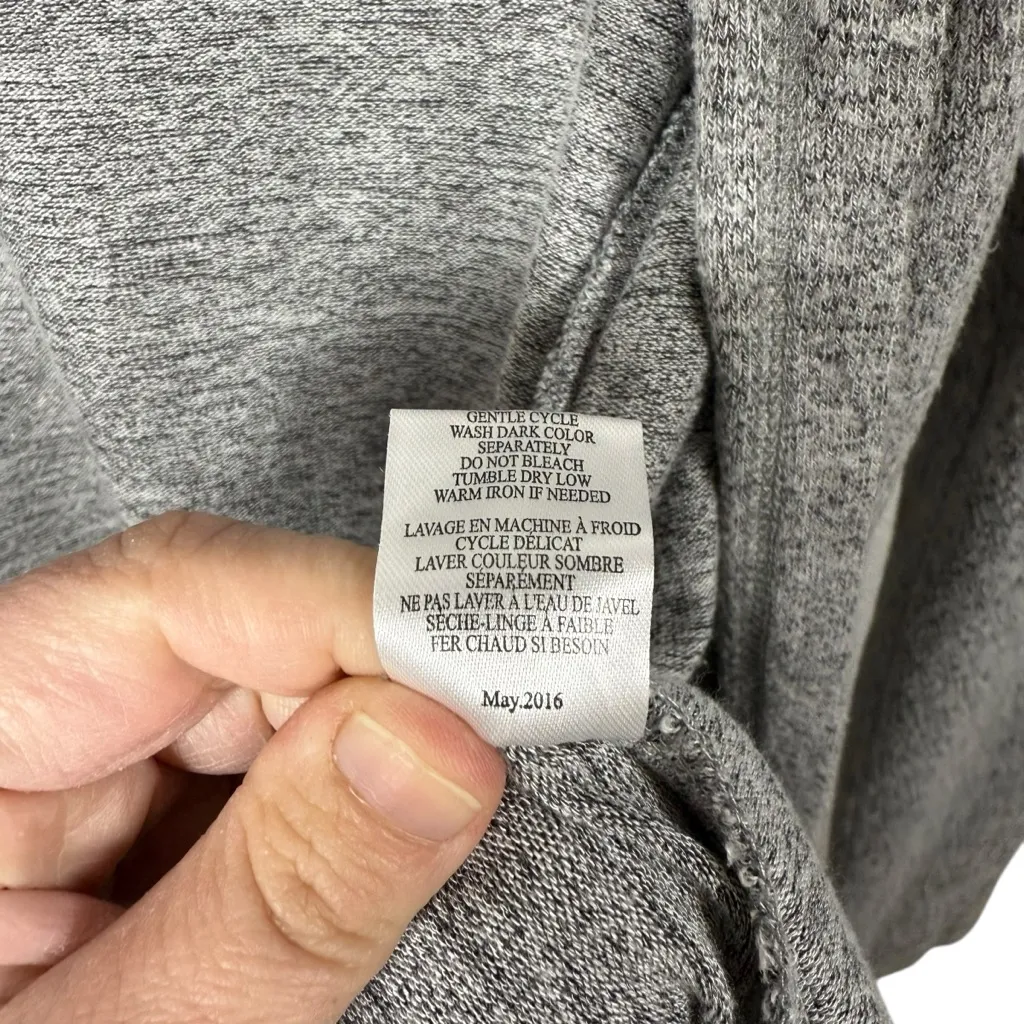 GENTLE CYCLE
WASH DARK COLOR
SEPARATELY
DO NOT BLEACH
TUMBLE DRY LOW
WARM IRON IF NEEDED
LAVAGE EN MACHINE À FROID
CYCLE DÉLICAT
LAVER COULEUR SOMBRE
SÉPARÉMENT
NE PAS LAVER A L'EAU DE JAVEL
SECHE-LINGE À FAIBLE
FER CHAUD SI BESOIN
May.2016